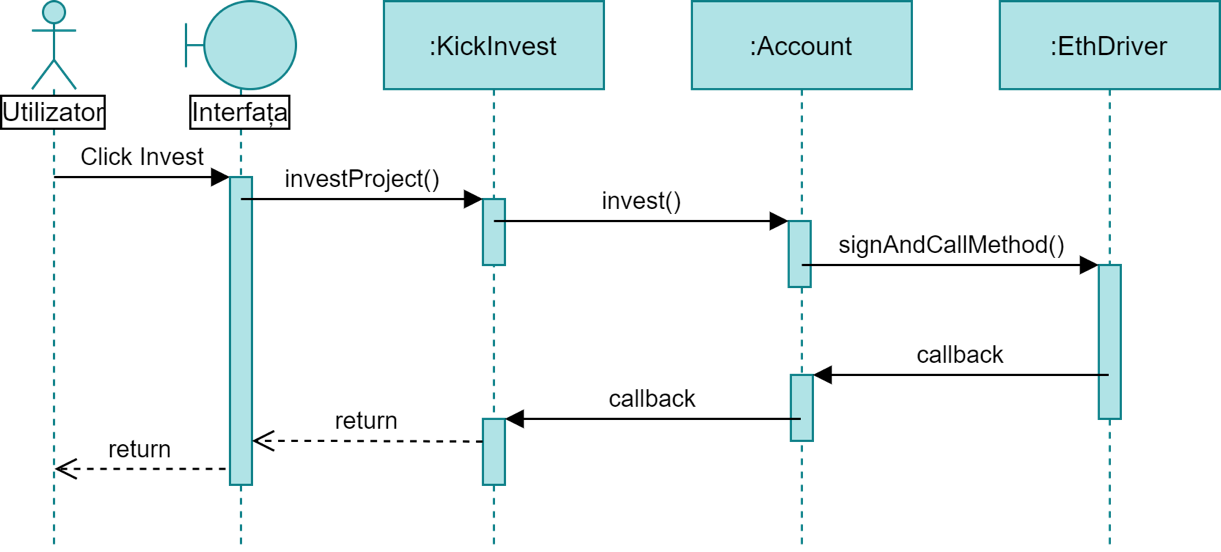 :KickInvest
:Account
:EthDriver
Utilizator
Interfața
Click Invest
investProject()
invest()
signAndCallMethod()
callback
callback
return
return